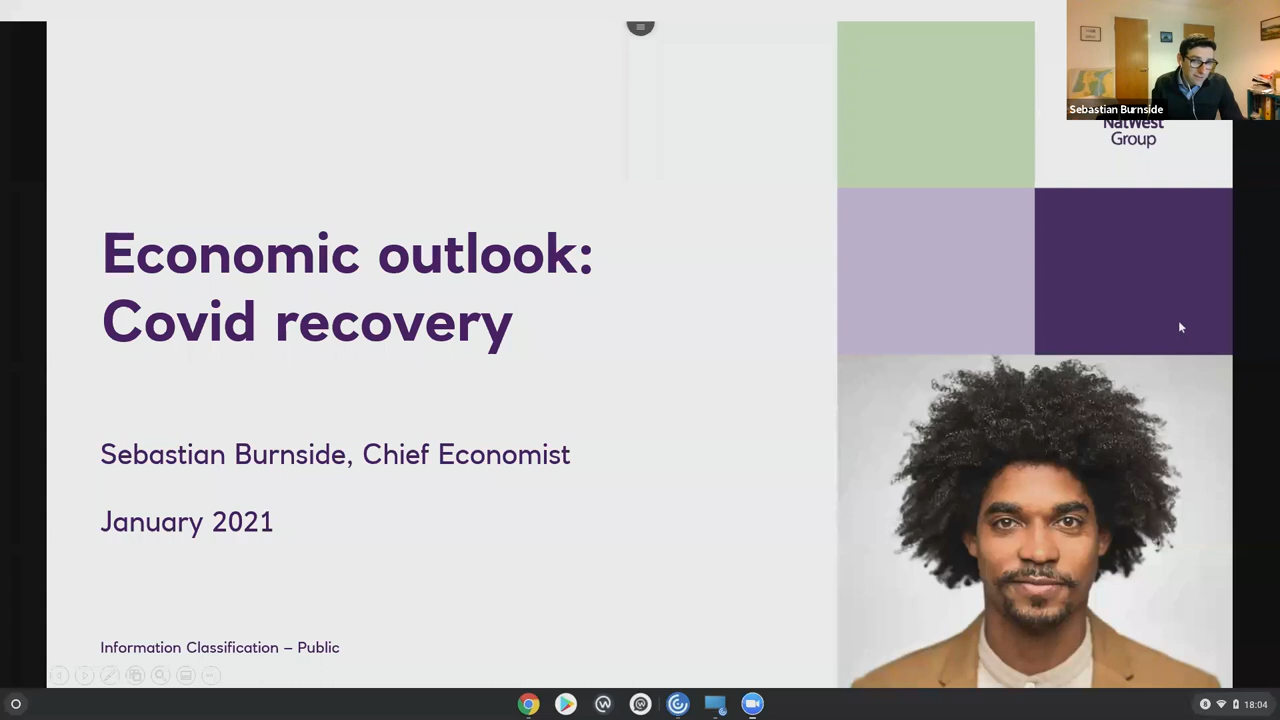 Sebastian Burnside
NatWest
Group
Economic outlook:
Covid recovery
Sebastian Burnside, Chief Economist
January 2021
Information Classification – Public
18:04